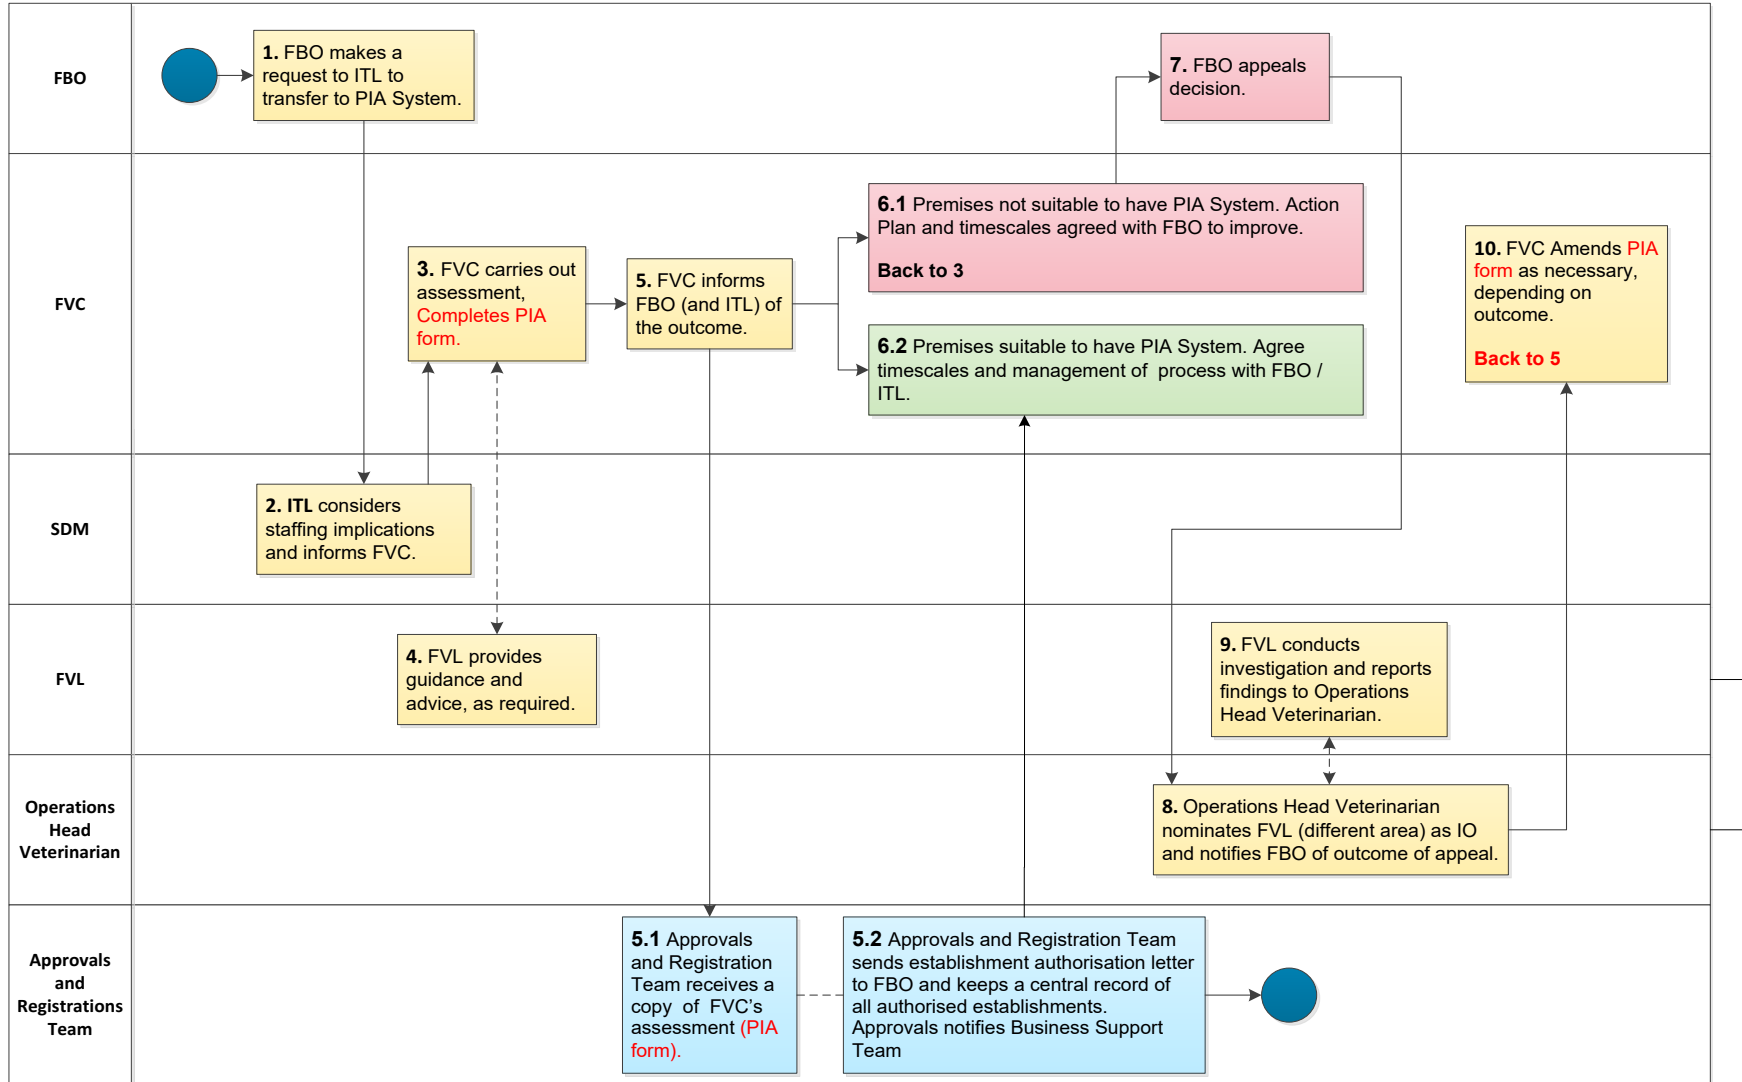 FBO
1. FBO makes a
request to ITL to
transfer to PIA System.
7. FBO appeals
decision.
FVC
3. FVC carries out
assessment,
Completes PIA
form.
5. FVC informs
FBO (and ITL) of
the outcome.
6.1 Premises not suitable to have PIA System. Action
Plan and timescales agreed with FBO to improve.
Back to 3
6.2 Premises suitable to have PIA System. Agree
timescales and management of process with FBO /
ITL.
10. FVC Amends PIA
form as necessary,
depending on
outcome.
Back to 5
SDM
2. ITL considers
staffing implications
and informs FVC.
FVL
4. FVL provides
guidance and
advice, as required.
9. FVL conducts
investigation and reports
findings to Operations
Head Veterinarian.
Operations
Head
Veterinarian
8. Operations Head Veterinarian
nominates FVL (different area) as IO
and notifies FBO of outcome of appeal.
Approvals
and
Registrations
Team
5.1 Approvals
and Registration
Team receives a
copy of FVC's
assessment (PIA
form).
5.2 Approvals and Registration Team
sends establishment authorisation letter
to FBO and keeps a central record of
all authorised establishments.
Approvals notifies Business Support
Team